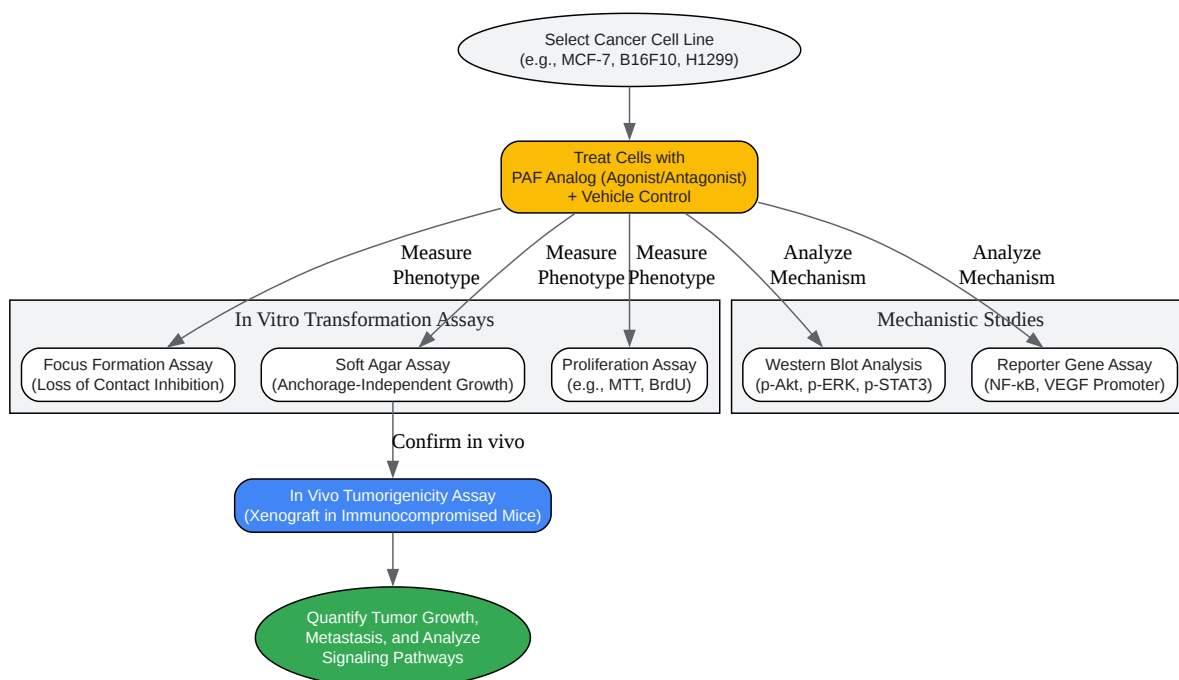 Select Cancer Cell Line
(e.g., MCF-7, B16F10, H1299)
Treat Cells with
PAF Analog (Agonist/Antagonist)
+ Vehicle Control
Measure
Phenotype
Measure
Phenotype
Measure
Phenotype
Analyze
Mechanism
Analyze
Mechanism
In Vitro Transformation Assays
Mechanistic Studies
Focus Formation Assay
(Loss of Contact Inhibition)
Soft Agar Assay
(Anchorage-Independent Growth)
Proliferation Assay
(e.g., MTT, BrdU)
Western Blot Analysis
(p-Akt, p-ERK, p-STAT3)
Reporter Gene Assay
(NF-κB, VEGF Promoter)
Confirm in vivo
In Vivo Tumorigenicity Assay
(Xenograft in Immunocompromised Mice)
Quantify Tumor Growth,
Metastasis, and Analyze
Signaling Pathways